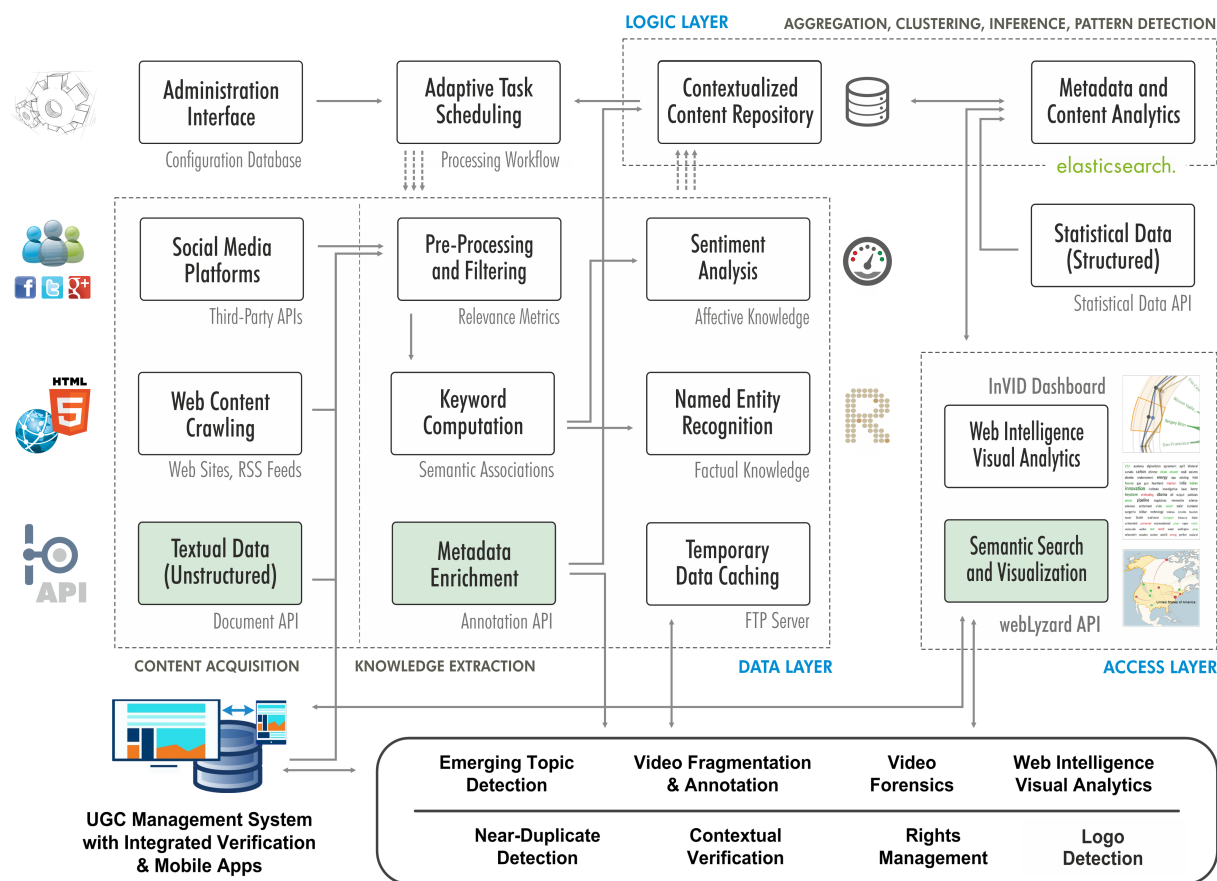 LOGIC LAYER
AGGREGATION, CLUSTERING, INFERENCE, PATTERN DETECTION
Administration
Interface
Configuration Database
Adaptive Task
Scheduling
Processing Workflow
Contextualized
Content Repository
Metadata and
Content Analytics
elasticsearch.
Social Media
Platforms
Third-Party APIs
Pre-Processing
and Filtering
Relevance Metrics
Sentiment
Analysis
Affective Knowledge
Statistical Data
(Structured)
Statistical Data API
f
t
g+
HTML
5
Web Content
Crawling
Web Sites, RSS Feeds
Keyword
Computation
Semantic Associations
Named Entity
Recognition
Factual Knowledge
R
InVID Dashboard
Web Intelligence
Visual Analytics
API
Textual Data
(Unstructured)
Document API
Metadada
Enrichment
Annotation API
Temporary
Data Caching
FTP Server
Semantic Search
and Visualization
webLyzard API
United States of America
CONTENT ACQUISITION
KNOWLEDGE EXTRACTION
DATA LAYER
ACCESS LAYER
UGC Management System
with Integrated Verification
& Mobile Apps
Emerging Topic
Detection
Video Fragmentation
& Annotation
Video
Forensics
Web Intelligence
Visual Analytics
Near-Duplicate
Detection
Contextual
Verification
Rights
Management
Logo
Detection